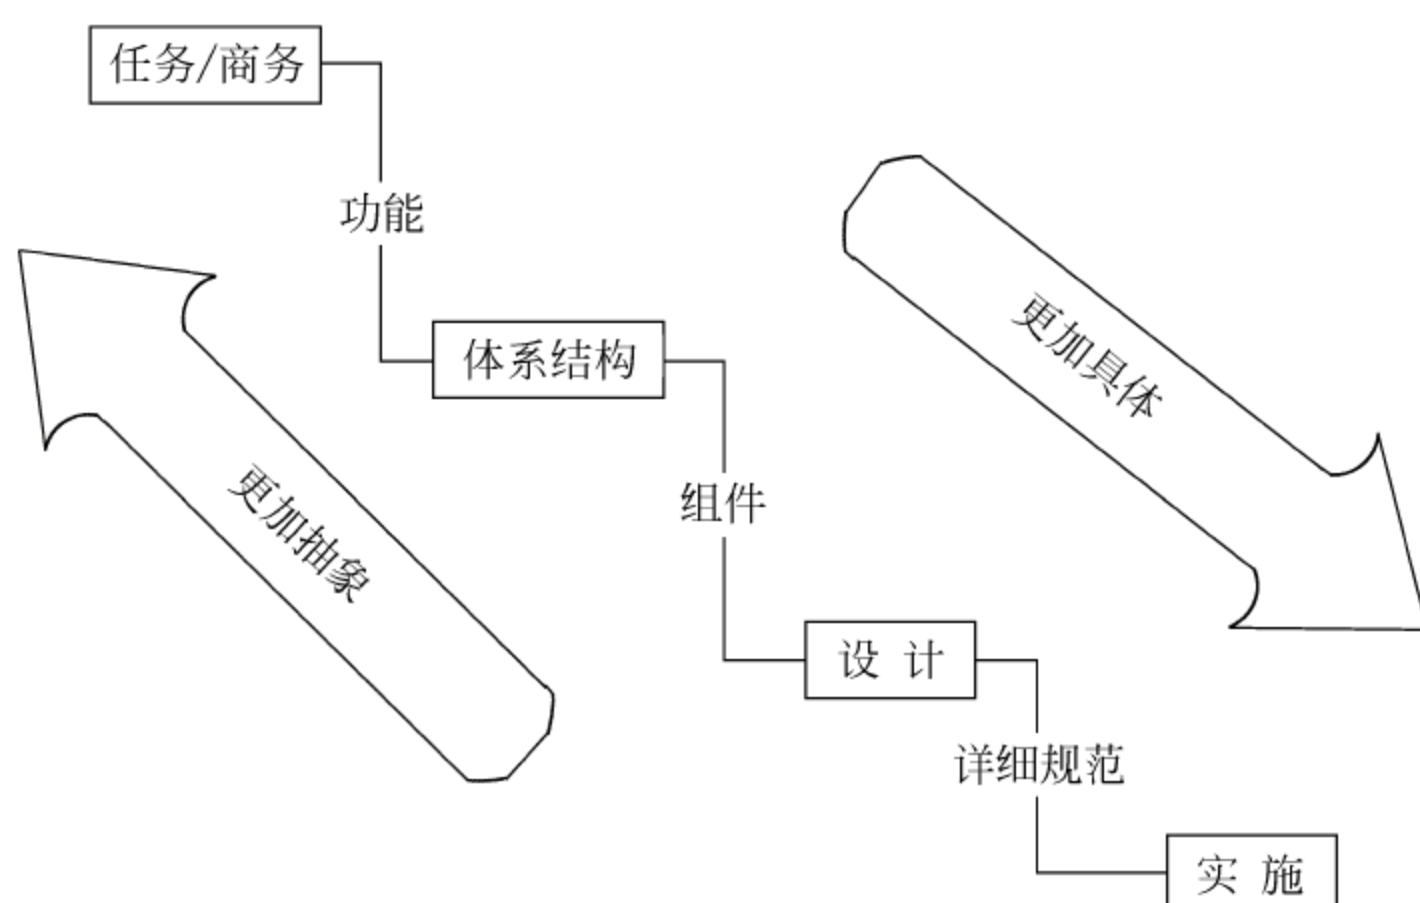 任务/商务
功能
体系结构
更加具体
更加抽象
组件
设 计
详细规范
实 施